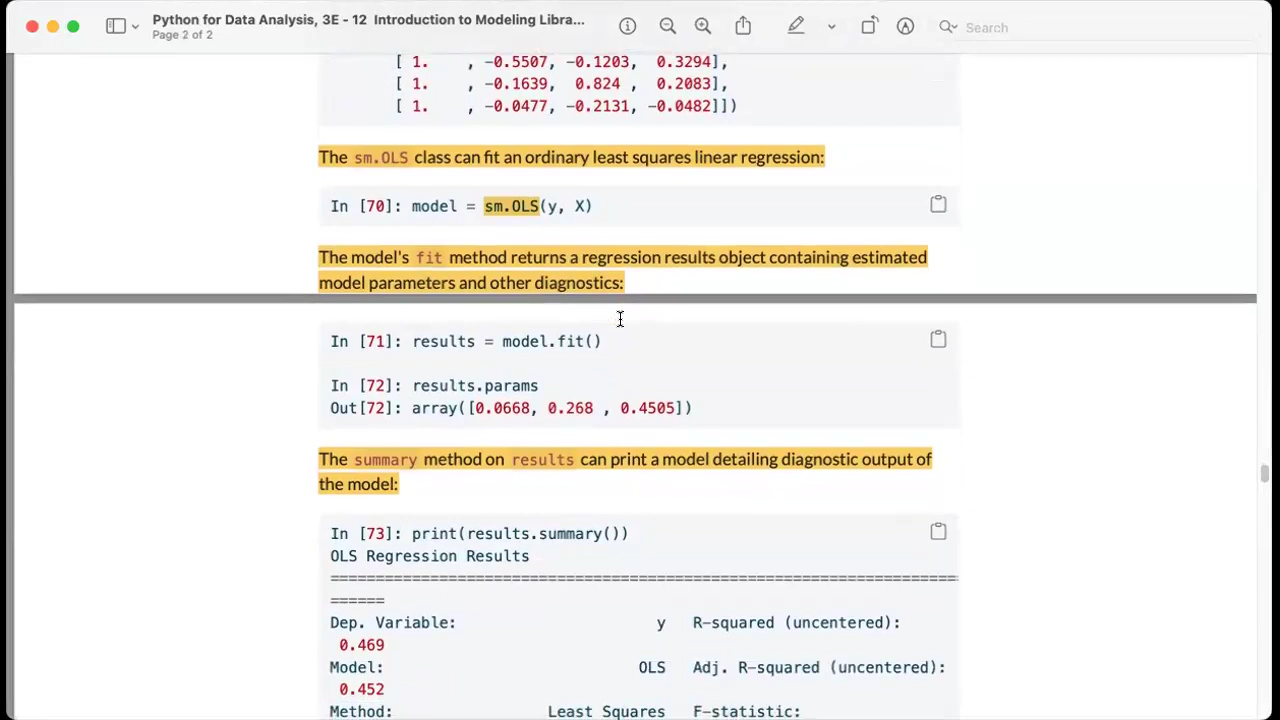 Python for Data Analysis, 3E - 12  Introduction to Modeling Libra...
Page 2 of 2
Search
[ 1.    , -0.5507, -0.1203,  0.3294],
[ 1.    , -0.1639,  0.824 ,  0.2083],
[ 1.    , -0.0477, -0.2131, -0.0482]])
The sm.OLS class can fit an ordinary least squares linear regression:
In [70]: model = sm.OLS(y, X)
The model's fit method returns a regression results object containing estimated
model parameters and other diagnostics:
In [71]: results = model.fit()
In [72]: results.params
Out[72]: array([0.0668, 0.268 , 0.4505])
The summary method on results can print a model detailing diagnostic output of
the model:
In [73]: print(results.summary())
OLS Regression Results
=====================================================================================
======
Dep. Variable:                      y   R-squared (uncentered):
0.469
Model:                            OLS   Adj. R-squared (uncentered):
0.452
Method:                 Least Squares   F-statistic: